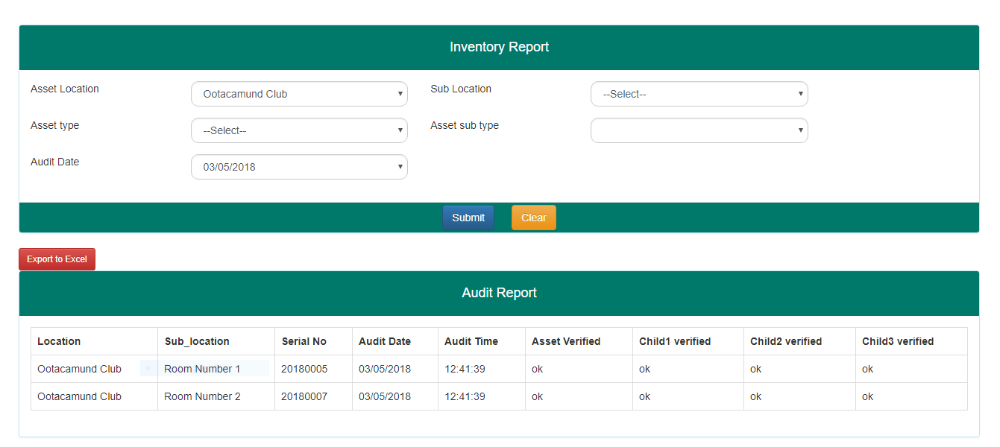 Inventory Report
Asset Location Ootacamund Club Sub Location --Select--
Asset type --Select-- Asset sub type
Audit Date 03/05/2018
Submit Clear
Export to Excel
Audit Report
Location Sub_location Serial No Audit Date Audit Time Asset Verified Child1 verified Child2 verified Child3 verified
Ootacamund Club Room Number 1 20180005 03/05/2018 12:41:39 ok ok ok ok
Ootacamund Club Room Number 2 20180007 03/05/2018 12:41:39 ok ok ok ok